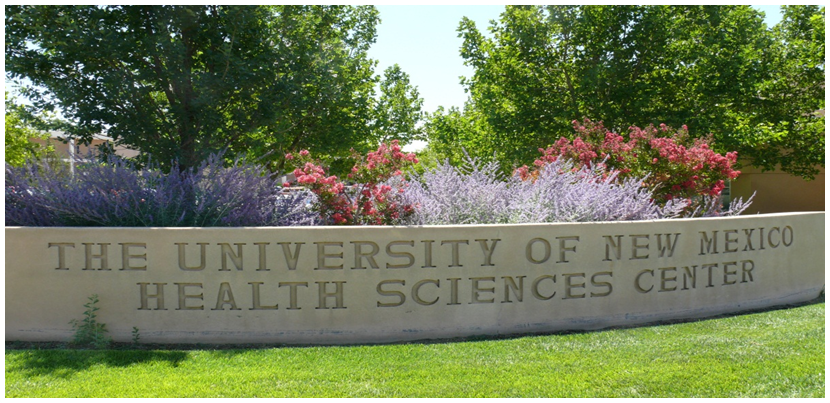 THE UNIVERSITY OF NEW MEXICO
HEALTH SCIENCES CENTER